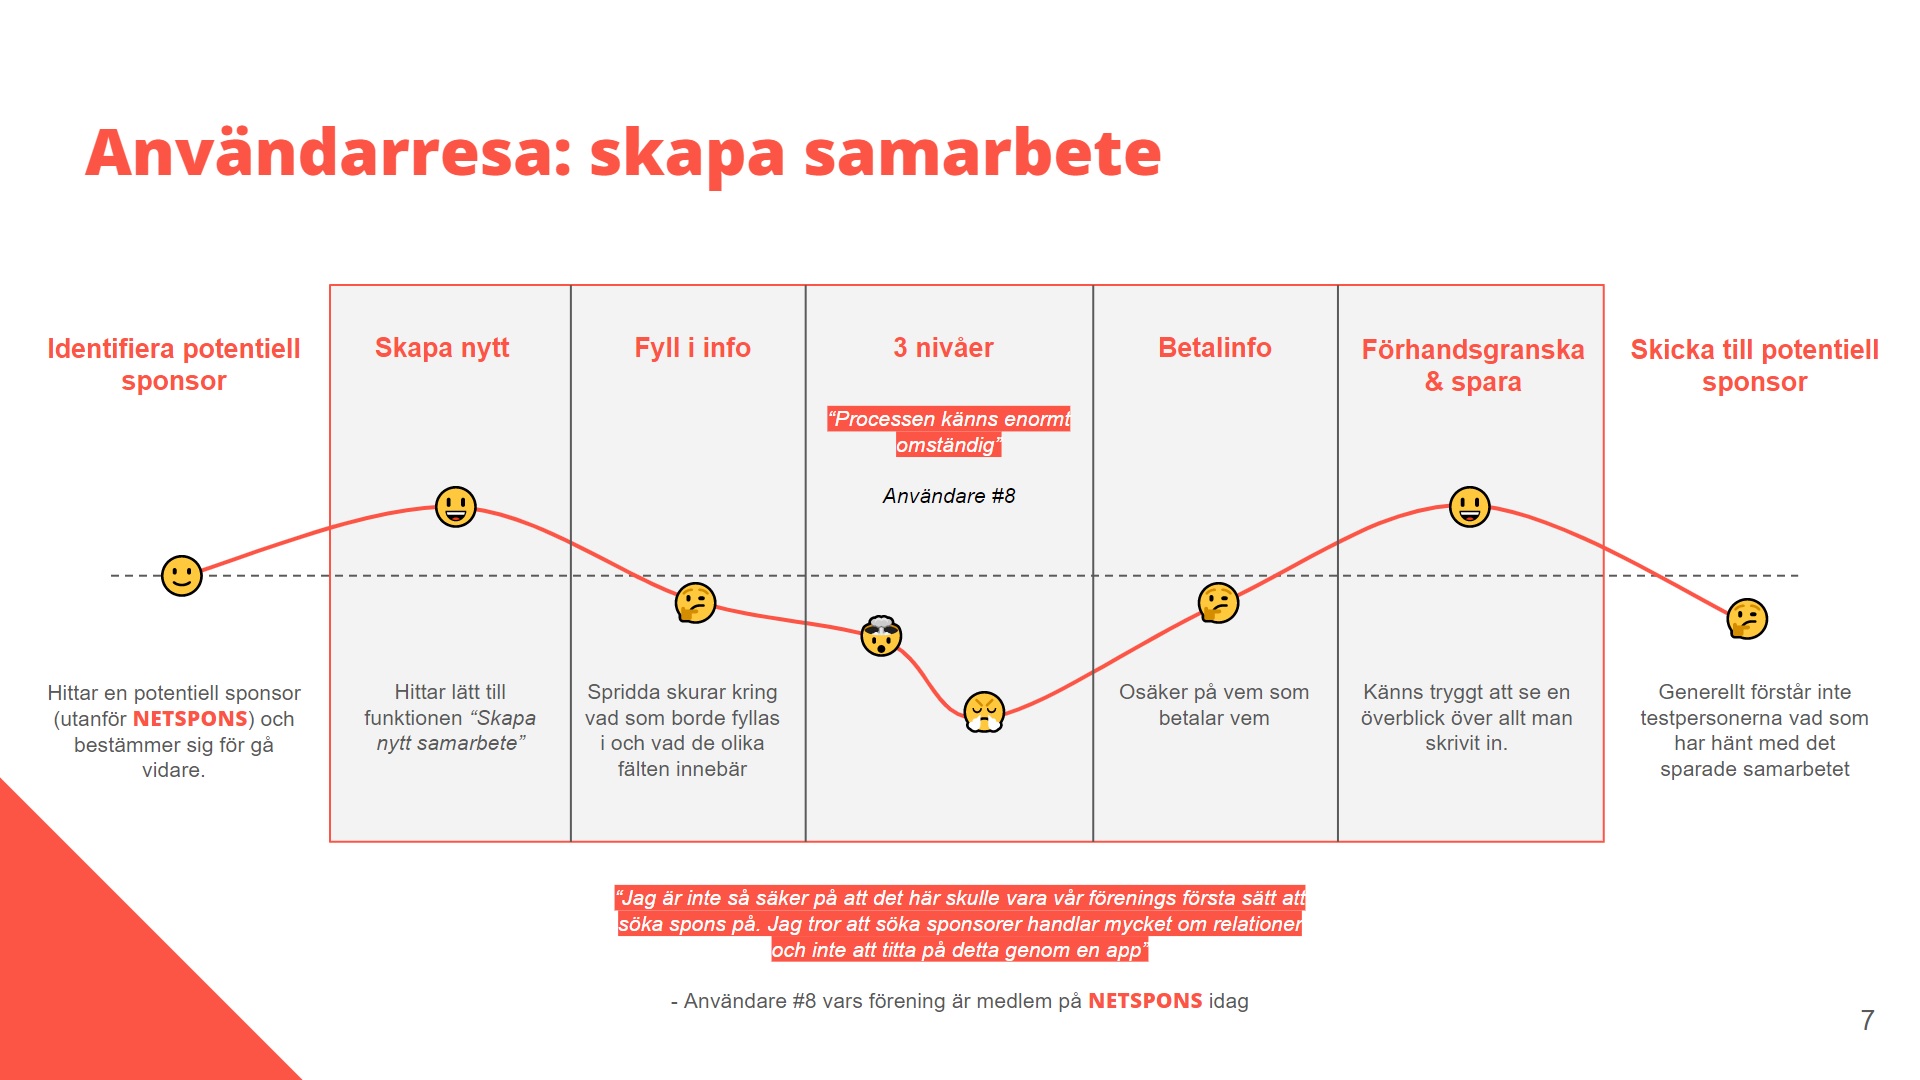 Användarresa: skapa samarbete
Identifiera potentiell
sponsor
Hittar en potentiell sponsor
(utanför NETSPONS) och
bestämmer sig för gå
vidare.
Skapa nytt
Hittar lätt till
funktionen “Skapa
nytt samarbete”
Fyll i info
Spridda skurar kring
vad som borde fyllas
i och vad de olika
fälten innebär
3 nivåer
“Processen känns enormt
omständig”
Användare #8
Betalinfo
Osäker på vem som
betalar vem
Förhandsgranska
& spara
Känns tryggt att se en
överblick över allt man
skrivit in.
Skicka till potentiell
sponsor
Generellt förstår inte
testpersonerna vad som
har hänt med det
sparade samarbetet
“Jag är inte så säker på att det här skulle vara vår förenings första sätt att
söka spons på. Jag tror att söka sponsorer handlar mycket om relationer
och inte att titta på detta genom en app”
- Användare #8 vars förening är medlem på NETSPONS idag
7